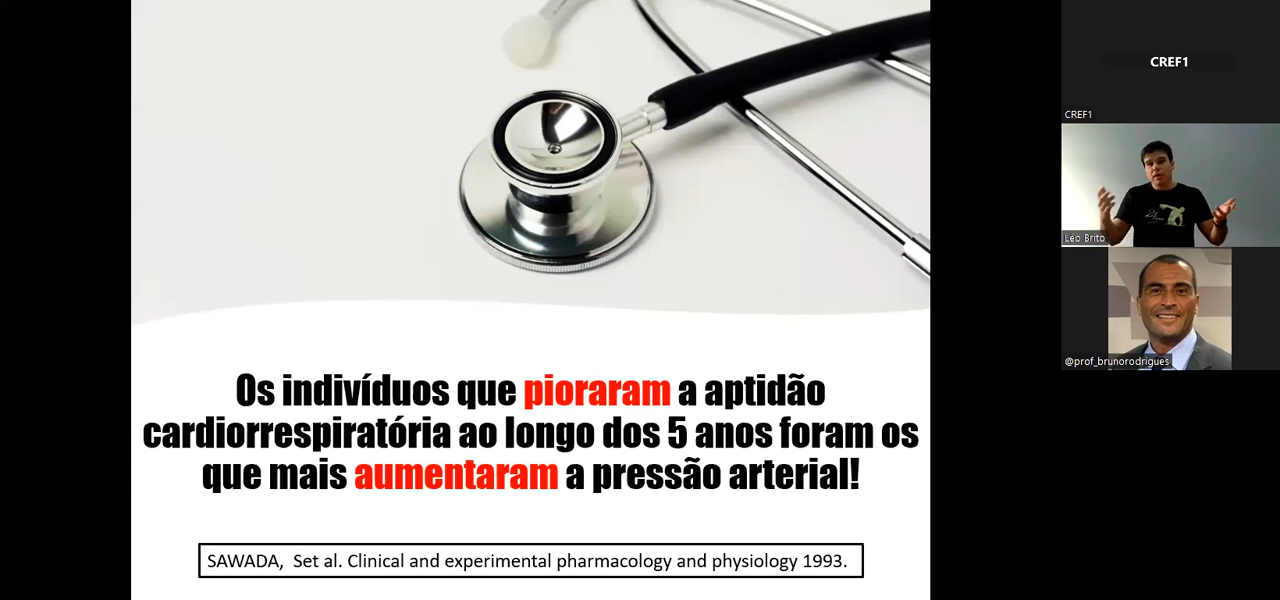 Os indivíduos que pioraram a aptidão
cardiorrespiratória ao longo dos 5 anos foram os
que mais aumentaram a pressão arterial!
SAWADA, Set al. Clinical and experimental pharmacology and physiology 1993.
CREF1
CREF1
Léo Brito
@prof_brunorodrigues